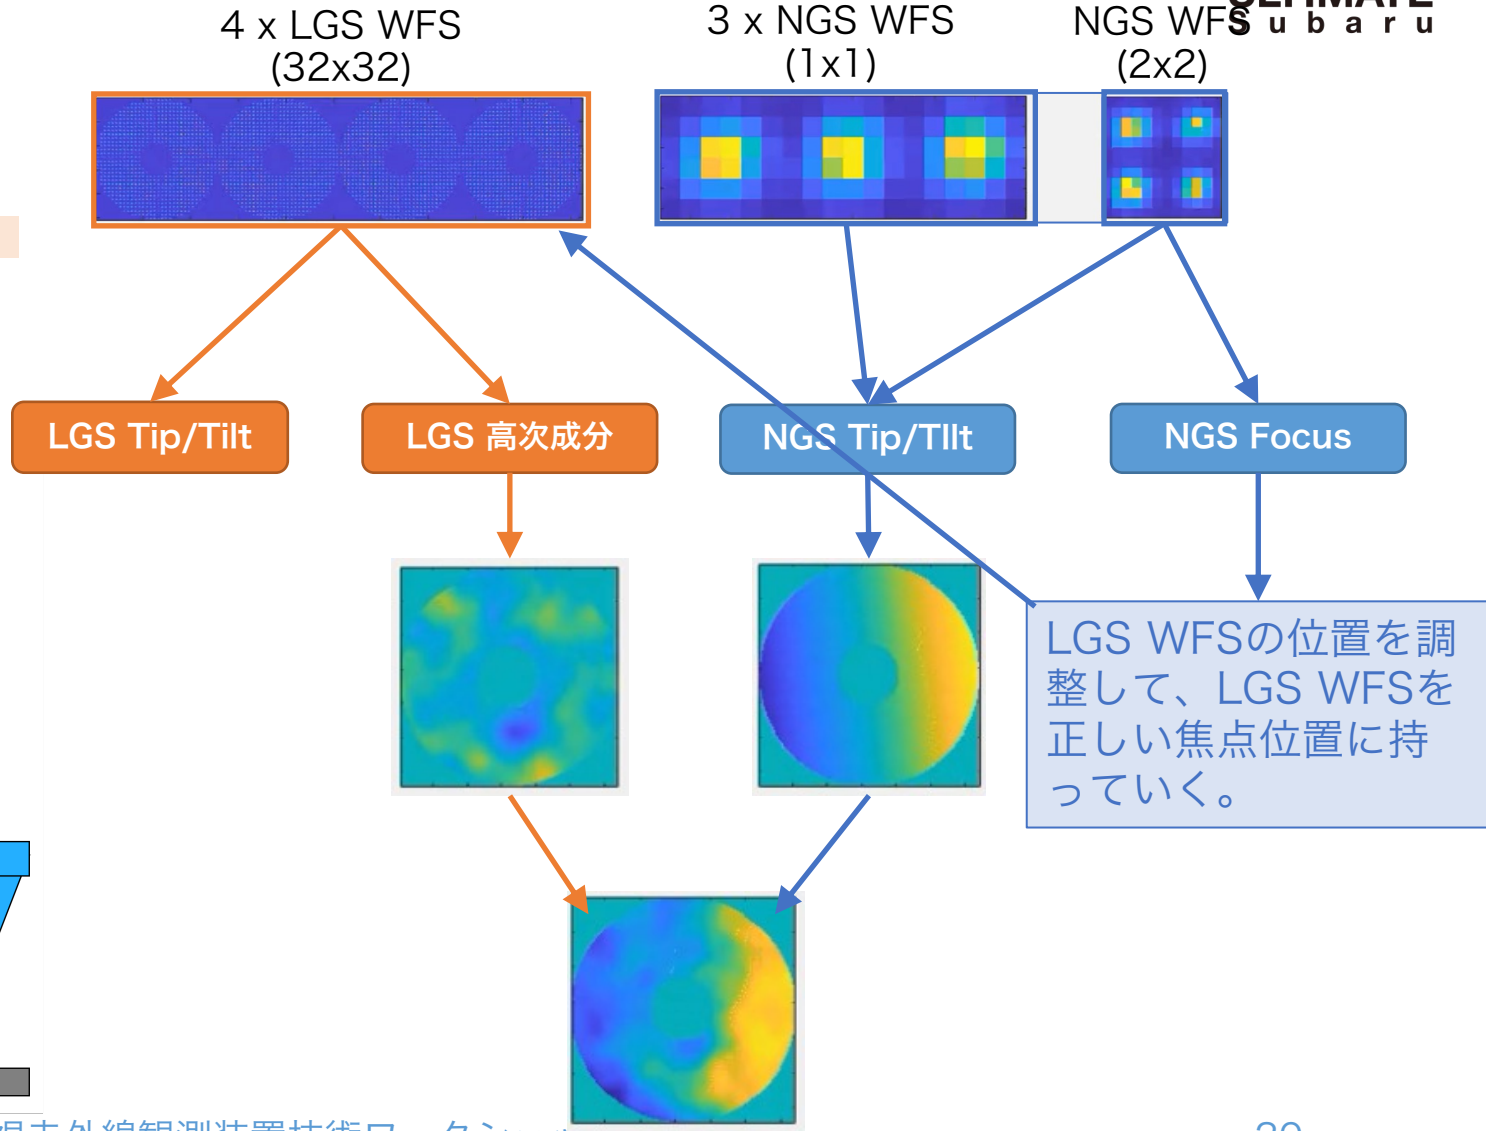 4 x LGS WFS
(32x32)
3 x NGS WFS
(1x1)
NGS WFS
(2x2)
Subaru
LGS Tip/Tilt
LGS 高次成分
NGS Tip/TIlt
NGS Focus
LGS WFSの位置を調
整して、LGS WFSを
正しい焦点位置に持
っていく。